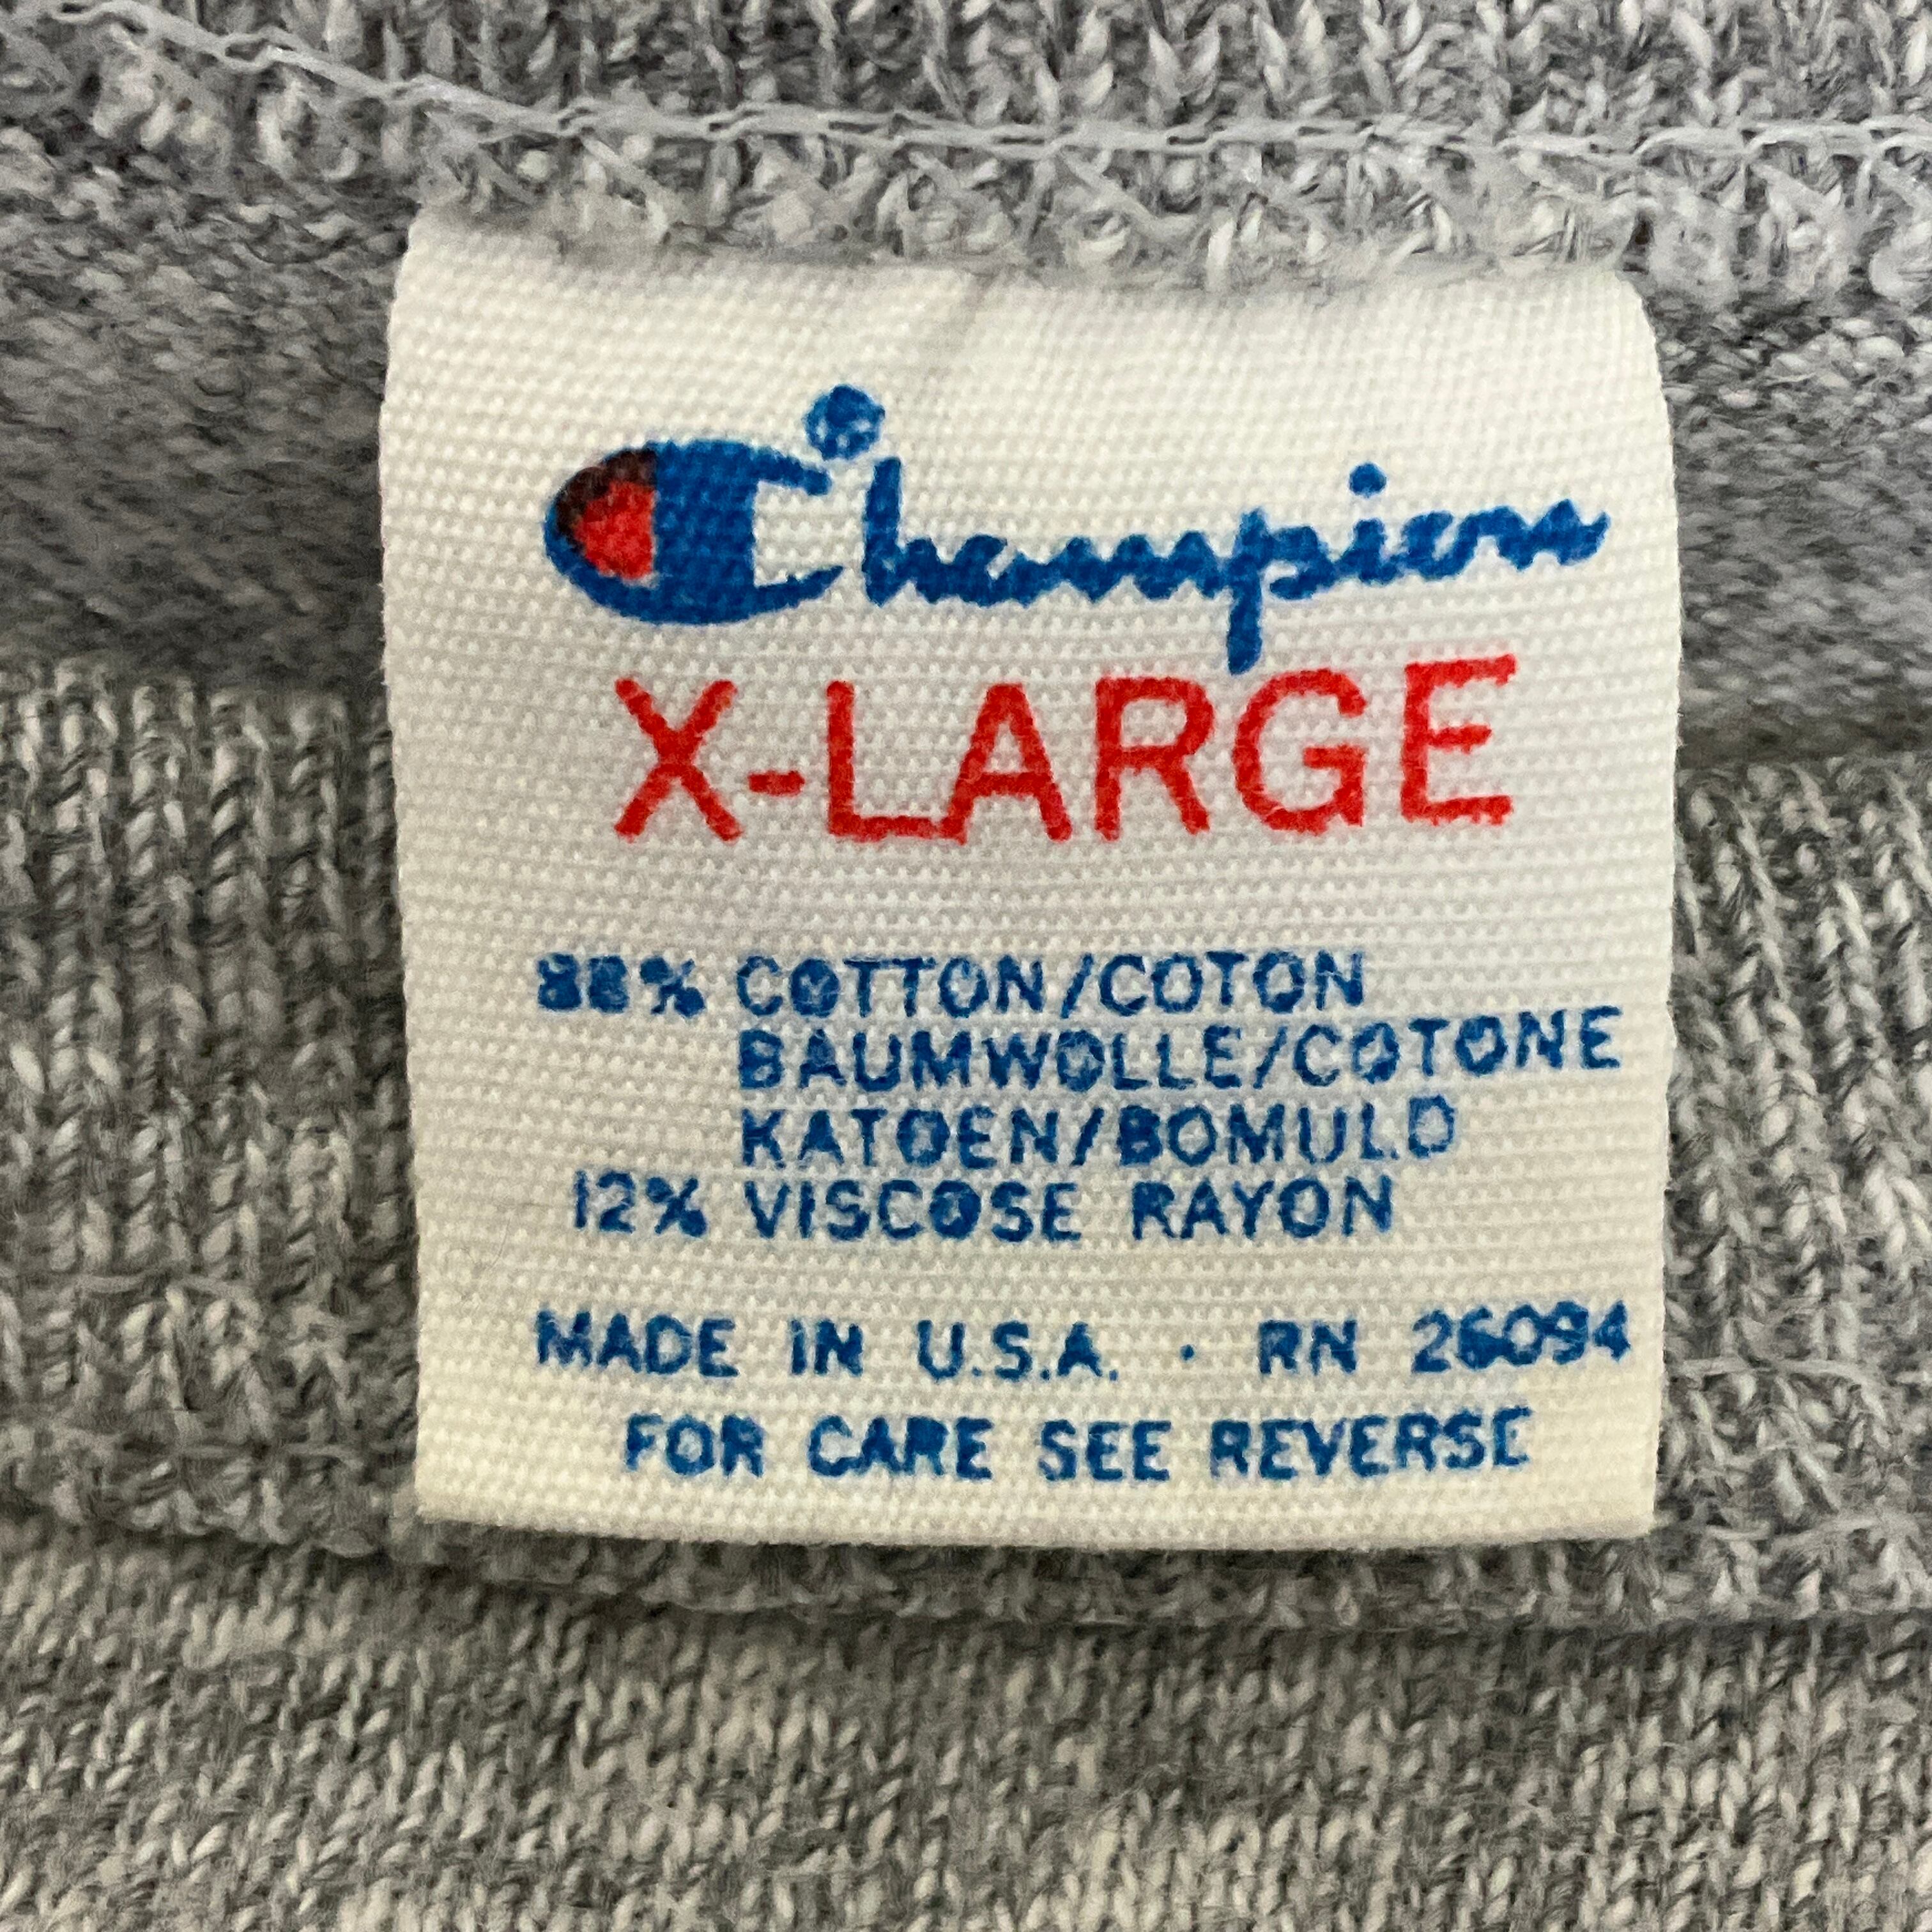 Champion
X-LARGE
88% COTTON/COTON
BAUMWOLLE/COTONE
KATOEN/BOMULD
12% VISCOSE RAYON
MADE IN U.S.A. · RN 26094
FOR CARE SEE REVERSE